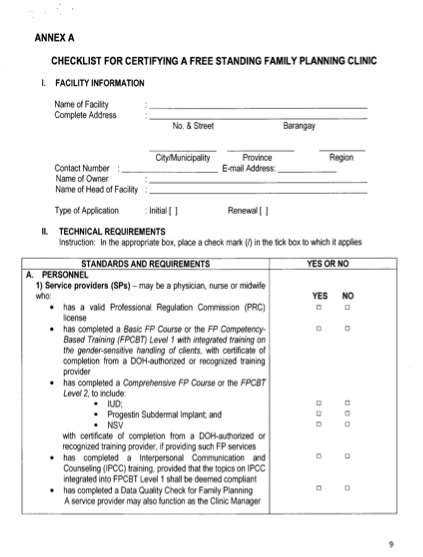 ANNEX A
CHECKLIST FOR CERTIFYING A FREE STANDING FAMILY PLANNING CLINIC
I. FACILITY INFORMATION
Name of Facility :
Complete Address :
No. & Street Barangay
City/Municipality Province Region
Contact Number : E-mail Address:
Name of Owner :
Name of Head of Facility :
Type of Application : Initial [ ] Renewal [ ]
II. TECHNICAL REQUIREMENTS
Instruction: In the appropriate box, place a check mark (/) in the tick box to which it applies
STANDARDS AND REQUIREMENTS YES OR NO
A. PERSONNEL
1) Service providers (SPs) – may be a physician, nurse or midwife
who: YES NO
• has a valid Professional Regulation Commission (PRC) □ □
license
• has completed a Basic FP Course or the FP Competency- □ □
Based Training (FPCBT) Level 1 with integrated training on
the gender-sensitive handling of clients, with certificate of
completion from a DOH-authorized or recognized training
provider
• has completed a Comprehensive FP Course or the FPCBT
Level 2, to include:
• IUD; □ □
• Progestin Subdermal Implant; and □ □
• NSV □ □
with certificate of completion from a DOH-authorized or
recognized training provider, if providing such FP services
• has completed a Interpersonal Communication and □ □
Counseling (IPCC) training, provided that the topics on IPCC
integrated into FPCBT Level 1 shall be deemed compliant
• has completed a Data Quality Check for Family Planning □ □
A service provider may also function as the Clinic Manager
9